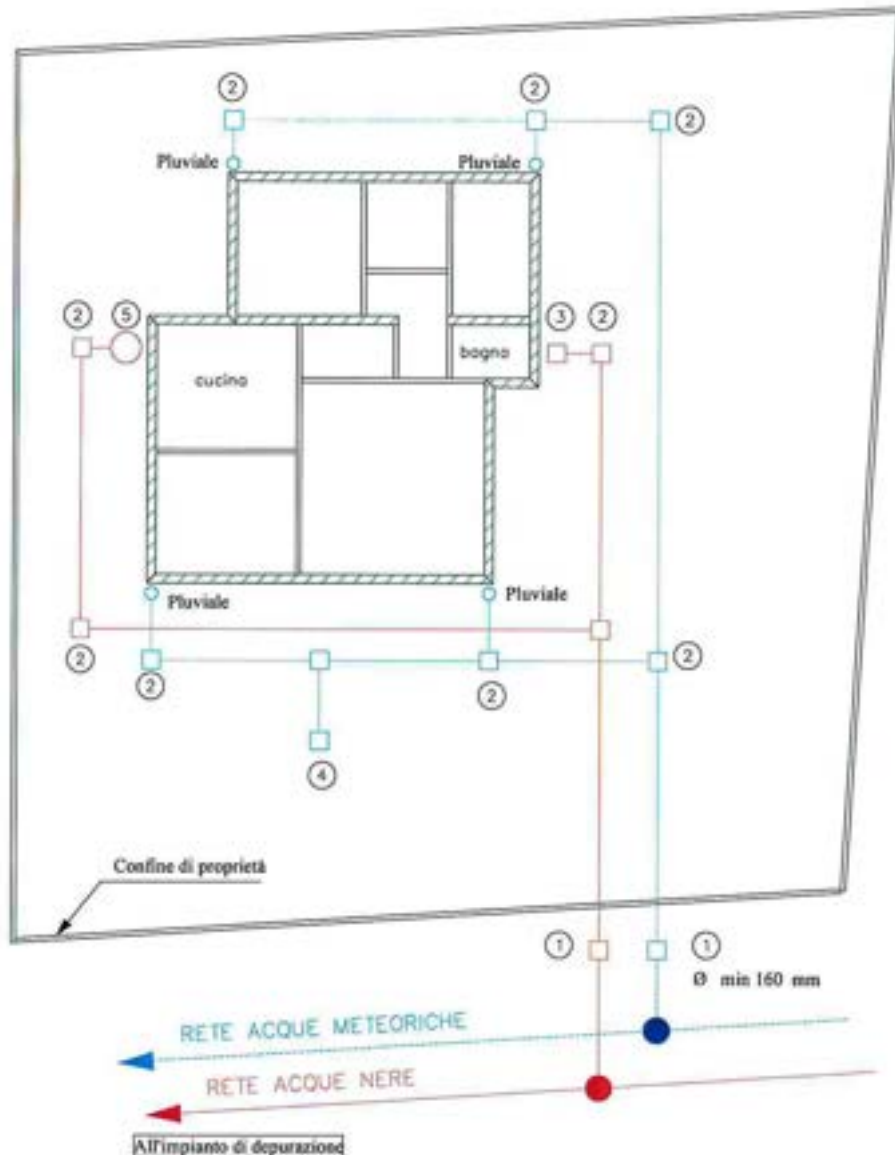 2 2
2
Pluviale Pluviale
2 5 3 2
bagno
cucina
Pluviale Pluviale
2 2 2 2
4
Confine di proprietà
1 1
Ø min 160 mm
RETE ACQUE METEORICHE
RETE ACQUE NERE
All'impianto di depurazione